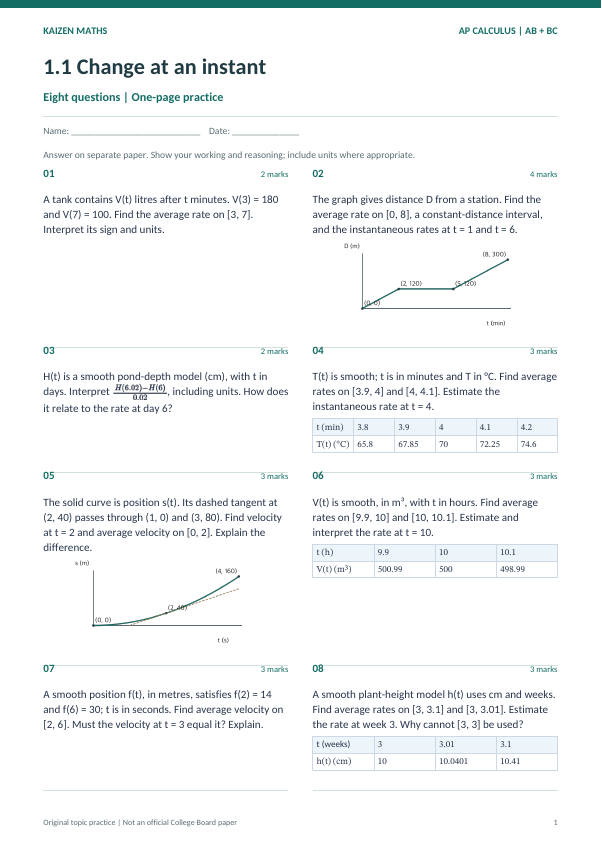 KAIZEN MATHS
AP CALCULUS | AB + BC
1.1 Change at an instant
Eight questions | One-page practice
Name: ____________________________ Date: ______________
Answer on separate paper. Show your working and reasoning; include units where appropriate.
01 2 marks
A tank contains V(t) litres after t minutes. V(3) = 180
and V(7) = 100. Find the average rate on [3, 7].
Interpret its sign and units.
02 4 marks
The graph gives distance D from a station. Find the
average rate on [0, 8], a constant-distance interval,
and the instantaneous rates at t = 1 and t = 6.
D (m)
(8, 300)
(2, 120)
(5, 120)
(0, 0)
t (min)
03 2 marks
H(t) is a smooth pond-depth model (cm), with t in
days. Interpret (H(6.02)−H(6))/0.02, including units. How does
it relate to the rate at day 6?
04 3 marks
T(t) is smooth; t is in minutes and T in °C. Find average
rates on [3.9, 4] and [4, 4.1]. Estimate the
instantaneous rate at t = 4.
t (min) 3.8 3.9 4 4.1 4.2
T(t) (°C) 65.8 67.85 70 72.25 74.6
05 3 marks
The solid curve is position s(t). Its dashed tangent at
(2, 40) passes through (1, 0) and (3, 80). Find velocity
at t = 2 and average velocity on [0, 2]. Explain the
difference.
s (m)
(4, 160)
(2, 40)
(0, 0)
t (s)
06 3 marks
V(t) is smooth, in m³, with t in hours. Find average
rates on [9.9, 10] and [10, 10.1]. Estimate and
interpret the rate at t = 10.
t (h) 9.9 10 10.1
V(t) (m³) 500.99 500 498.99
07 3 marks
A smooth position f(t), in metres, satisfies f(2) = 14
and f(6) = 30; t is in seconds. Find average velocity on
[2, 6]. Must the velocity at t = 3 equal it? Explain.
08 3 marks
A smooth plant-height model h(t) uses cm and weeks.
Find average rates on [3, 3.1] and [3, 3.01]. Estimate
the rate at week 3. Why cannot [3, 3] be used?
t (weeks) 3 3.01 3.1
h(t) (cm) 10 10.0401 10.41
Original topic practice | Not an official College Board paper
1